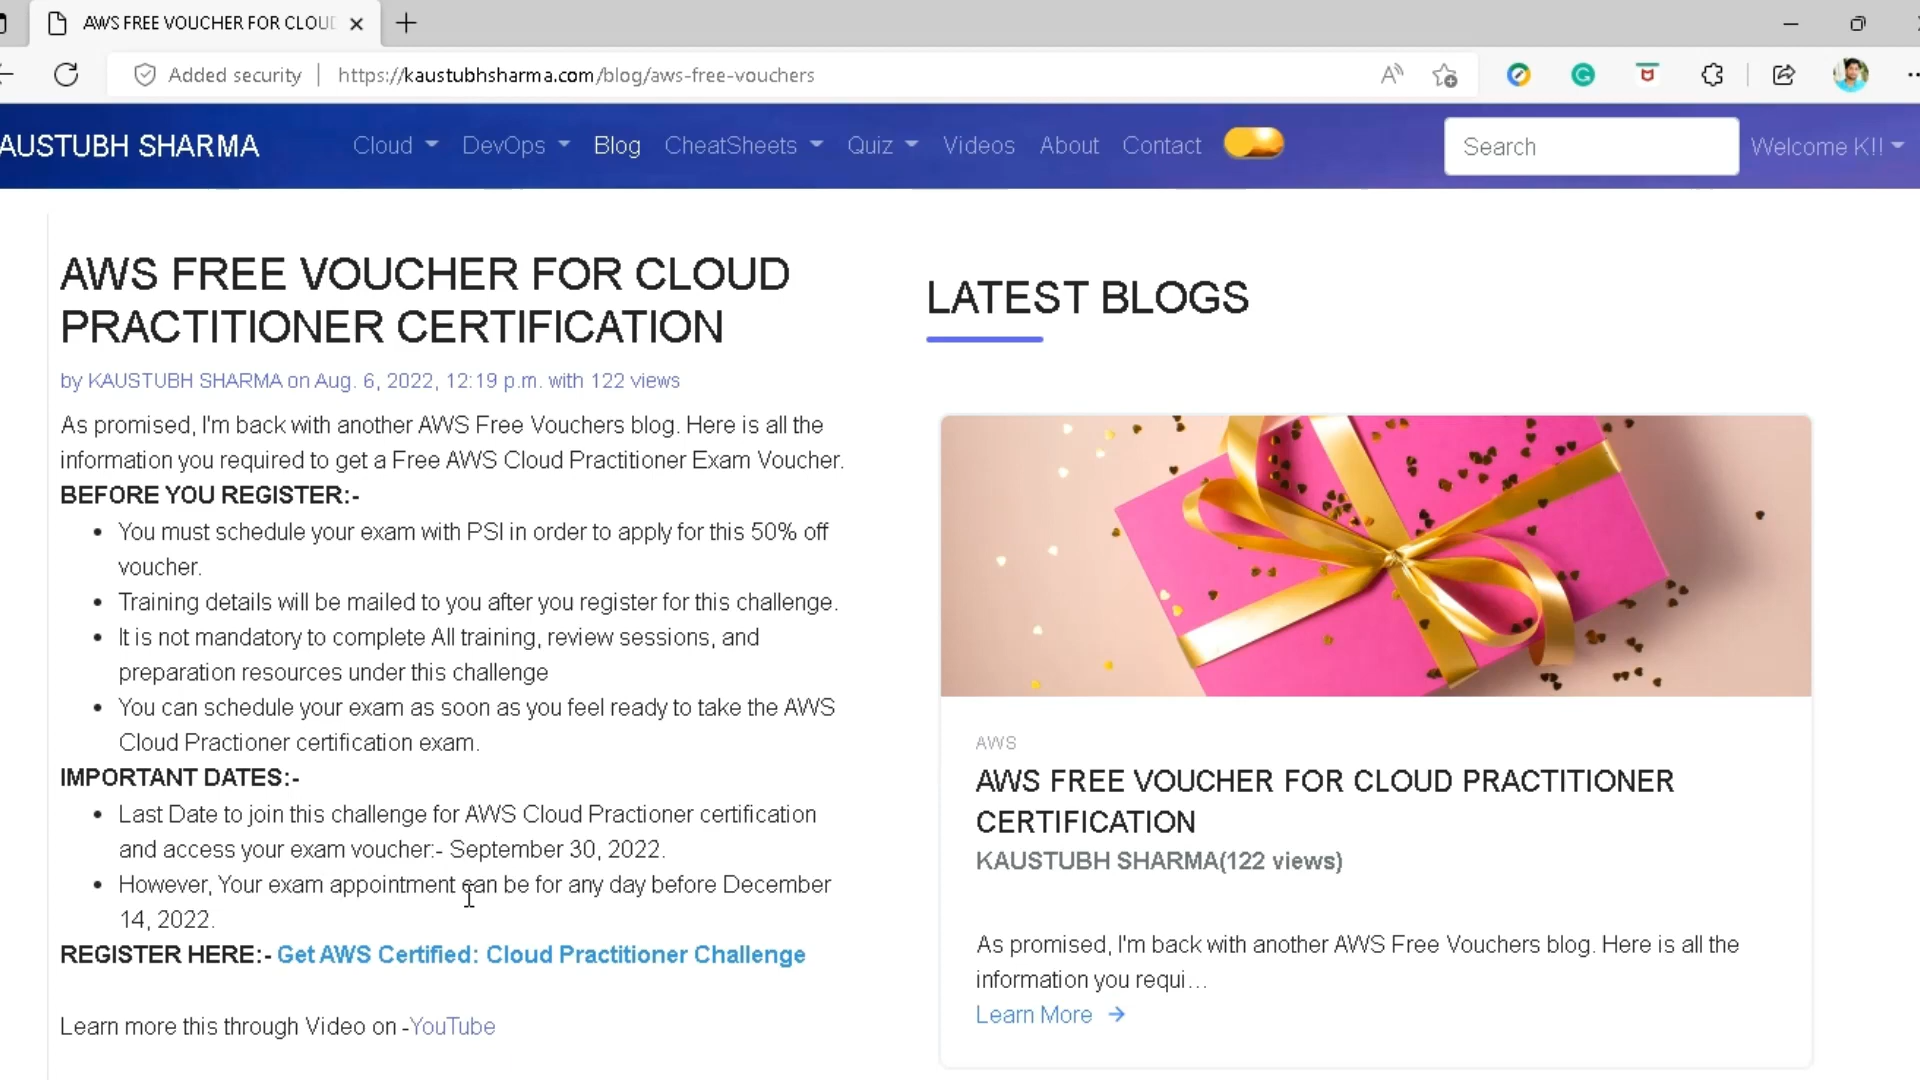 AWS FREE VOUCHER FOR CLOU
Added security
https://kaustubhsharma.com/blog/aws-free-vouchers
AUSTUBH SHARMA
Cloud
DevOps
Blog
CheatSheets
Quiz
Videos
About
Contact
Search
Welcome K!!
AWS FREE VOUCHER FOR CLOUD
PRACTITIONER CERTIFICATION
by KAUSTUBH SHARMA on Aug. 6, 2022, 12:19 p.m. with 122 views
As promised, I'm back with another AWS Free Vouchers blog. Here is all the
information you required to get a Free AWS Cloud Practitioner Exam Voucher.
BEFORE YOU REGISTER:-
• You must schedule your exam with PSI in order to apply for this 50% off
voucher.
• Training details will be mailed to you after you register for this challenge.
• It is not mandatory to complete All training, review sessions, and
preparation resources under this challenge
• You can schedule your exam as soon as you feel ready to take the AWS
Cloud Practioner certification exam.
IMPORTANT DATES:-
• Last Date to join this challenge for AWS Cloud Practioner certification
and access your exam voucher:- September 30, 2022.
• However, Your exam appointment can be for any day before December
14, 2022.
REGISTER HERE:- Get AWS Certified: Cloud Practitioner Challenge
Learn more this through Video on -YouTube
LATEST BLOGS
AWS
AWS FREE VOUCHER FOR CLOUD PRACTITIONER
CERTIFICATION
KAUSTUBH SHARMA(122 views)
As promised, I'm back with another AWS Free Vouchers blog. Here is all the
information you requi…
Learn More →